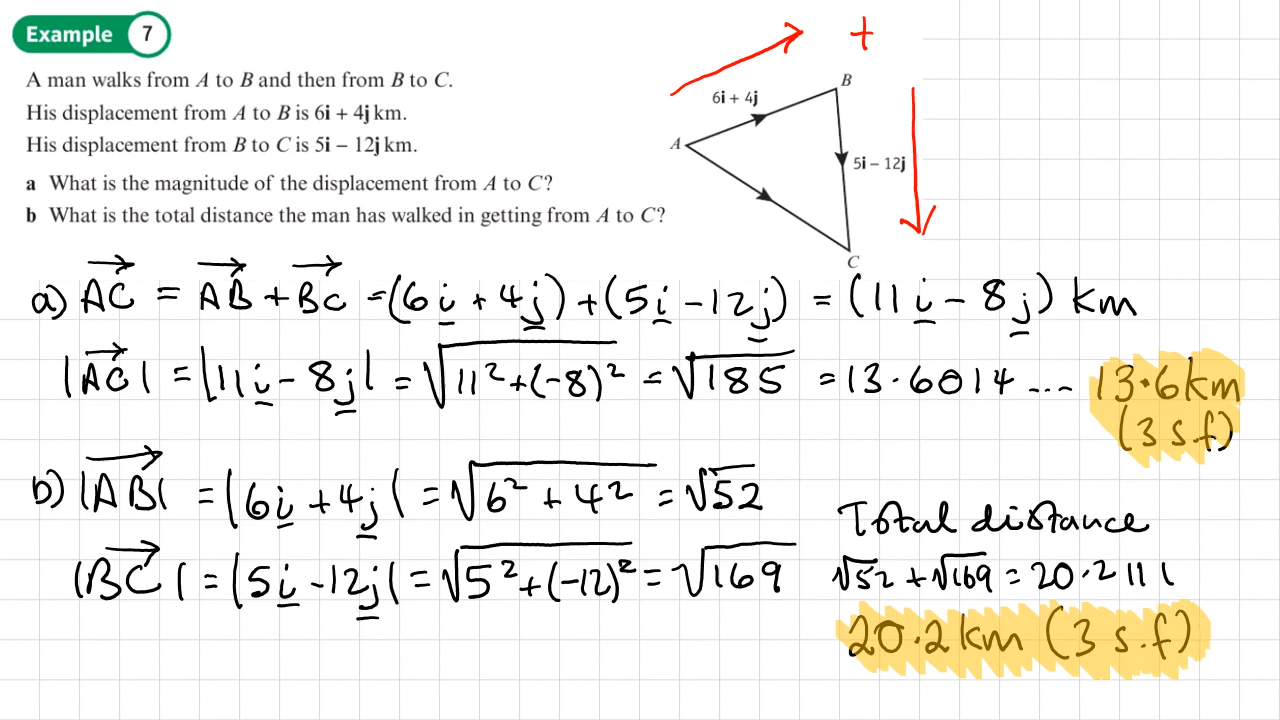 Example 7
A man walks from A to B and then from B to C.
His displacement from A to B is 6i + 4j km.
His displacement from B to C is 5i − 12j km.
a What is the magnitude of the displacement from A to C?
b What is the total distance the man has walked in getting from A to C?
+
B
6i + 4j
A
5i − 12j
C
a) AC = AB + BC = (6i + 4j) + (5i − 12j) = (11i − 8j) km
|AC| = |11i − 8j| = √11² + (−8)² = √185 = 13.6014 .... 13.6 km
(3 s.f)
b) |AB| = |6i + 4j| = √6² + 4² = √52
Total distance
|BC| = |5i − 12j| = √5² + (−12)² = √169
√52 + √169 = 20.2111
20.2 km (3 s.f)